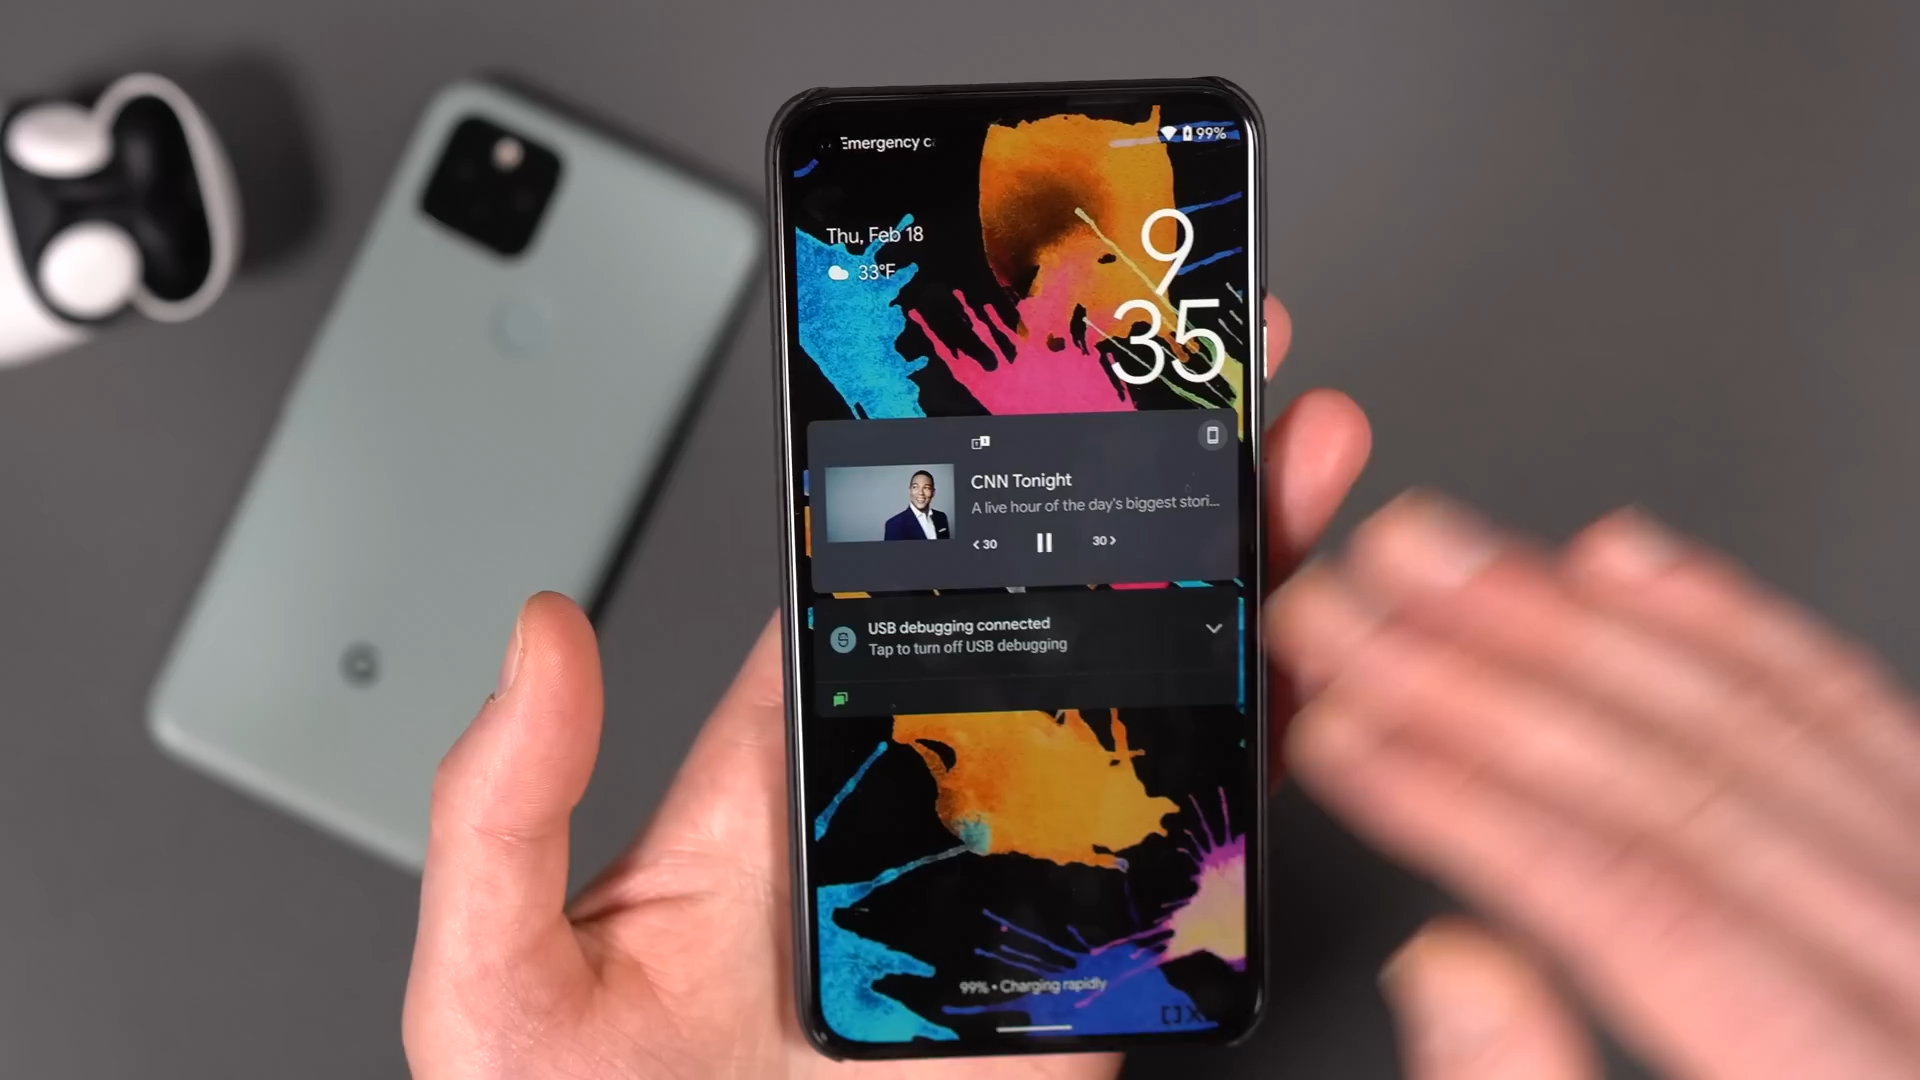 Emergency ca
99%
Thu, Feb 18
33°F
9
35
CNN Tonight
A live hour of the day's biggest stori...
< 30
30 >
USB debugging connected
Tap to turn off USB debugging
99% • Charging rapidly